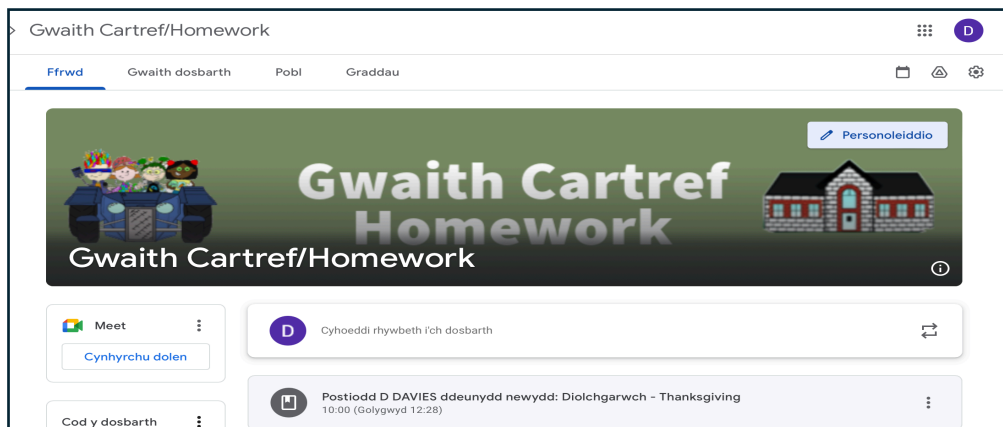 Gwaith Cartref/Homework
D
Ffrwd Gwaith dosbarth Pobl Graddau
Personoleiddio
Gwaith Cartref
Homework
Gwaith Cartref/Homework
Meet
Cynhyrchu dolen
D Cyhoeddi rhywbeth i'ch dosbarth
Postiodd D DAVIES ddeunydd newydd: Diolchgarwch - Thanksgiving
10:00 (Golygwyd 12:28)
Cod y dosbarth